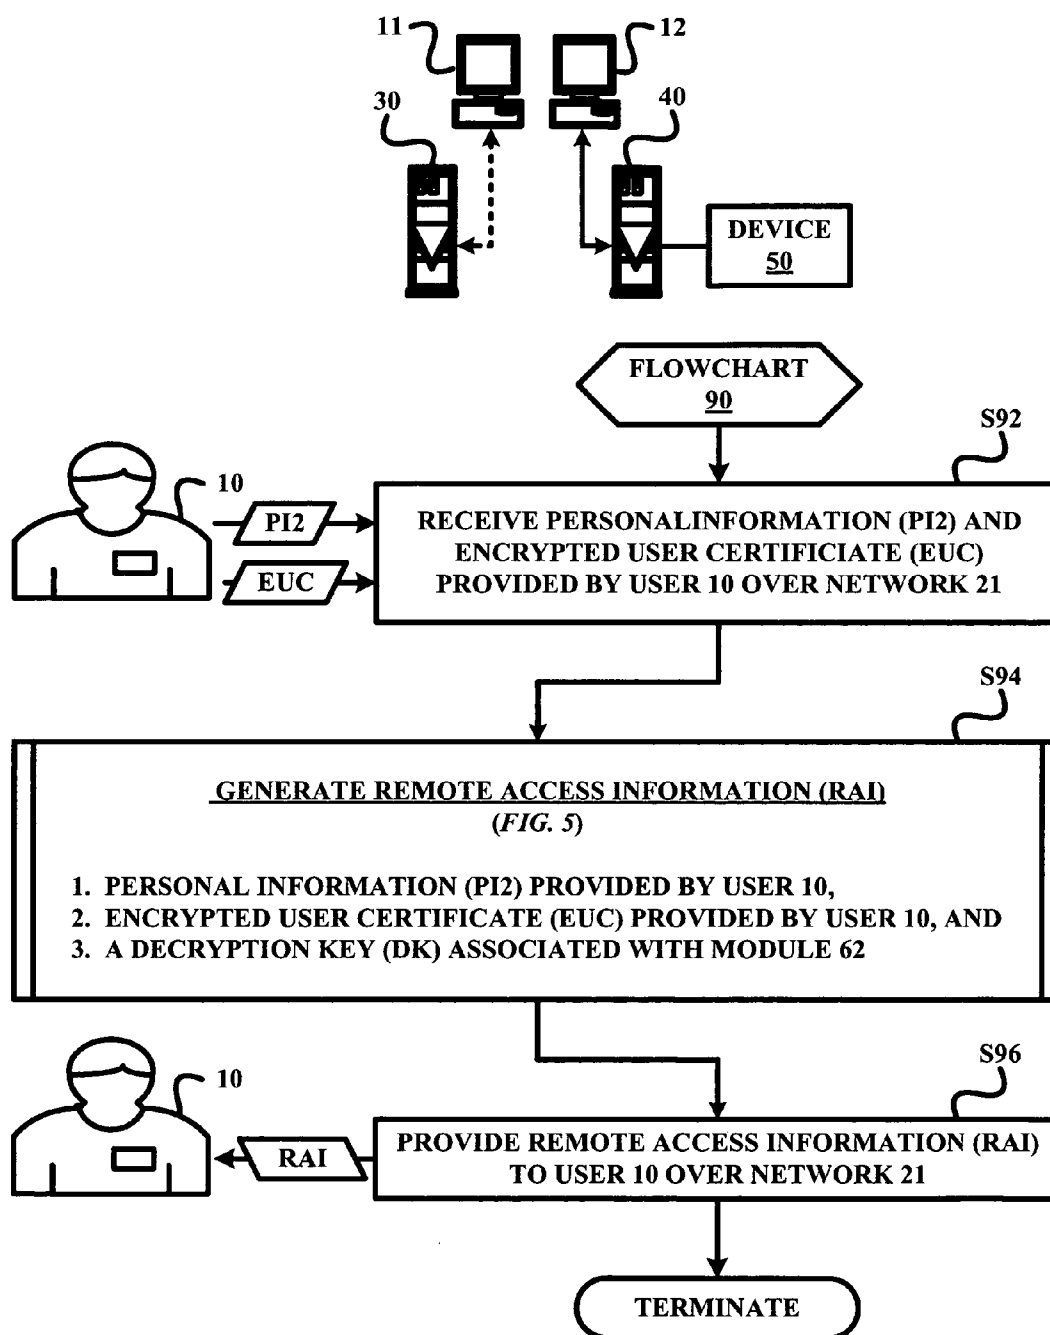 11
12
30
40
DEVICE
50
FLOWCHART
90
S92
10
PI2
EUC
RECEIVE PERSONALINFORMATION (PI2) AND
ENCRYPTED USER CERTIFICIATE (EUC)
PROVIDED BY USER 10 OVER NETWORK 21
S94
GENERATE REMOTE ACCESS INFORMATION (RAI)
(FIG. 5)
1. PERSONAL INFORMATION (PI2) PROVIDED BY USER 10,
2. ENCRYPTED USER CERTIFICATE (EUC) PROVIDED BY USER 10, AND
3. A DECRYPTION KEY (DK) ASSOCIATED WITH MODULE 62
S96
10
RAI
PROVIDE REMOTE ACCESS INFORMATION (RAI)
TO USER 10 OVER NETWORK 21
TERMINATE